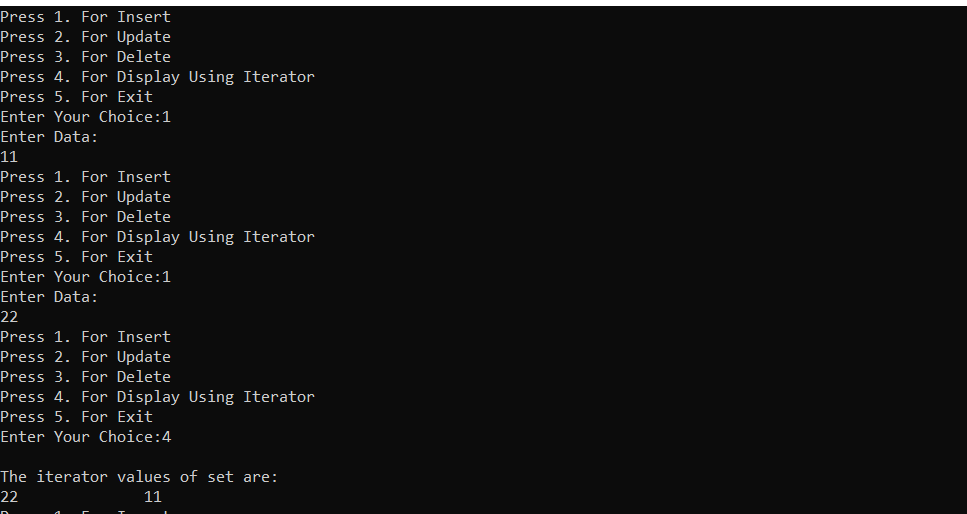 Press 1. For Insert
Press 2. For Update
Press 3. For Delete
Press 4. For Display Using Iterator
Press 5. For Exit
Enter Your Choice:1
Enter Data:
11
Press 1. For Insert
Press 2. For Update
Press 3. For Delete
Press 4. For Display Using Iterator
Press 5. For Exit
Enter Your Choice:1
Enter Data:
22
Press 1. For Insert
Press 2. For Update
Press 3. For Delete
Press 4. For Display Using Iterator
Press 5. For Exit
Enter Your Choice:4
The iterator values of set are:
22 11